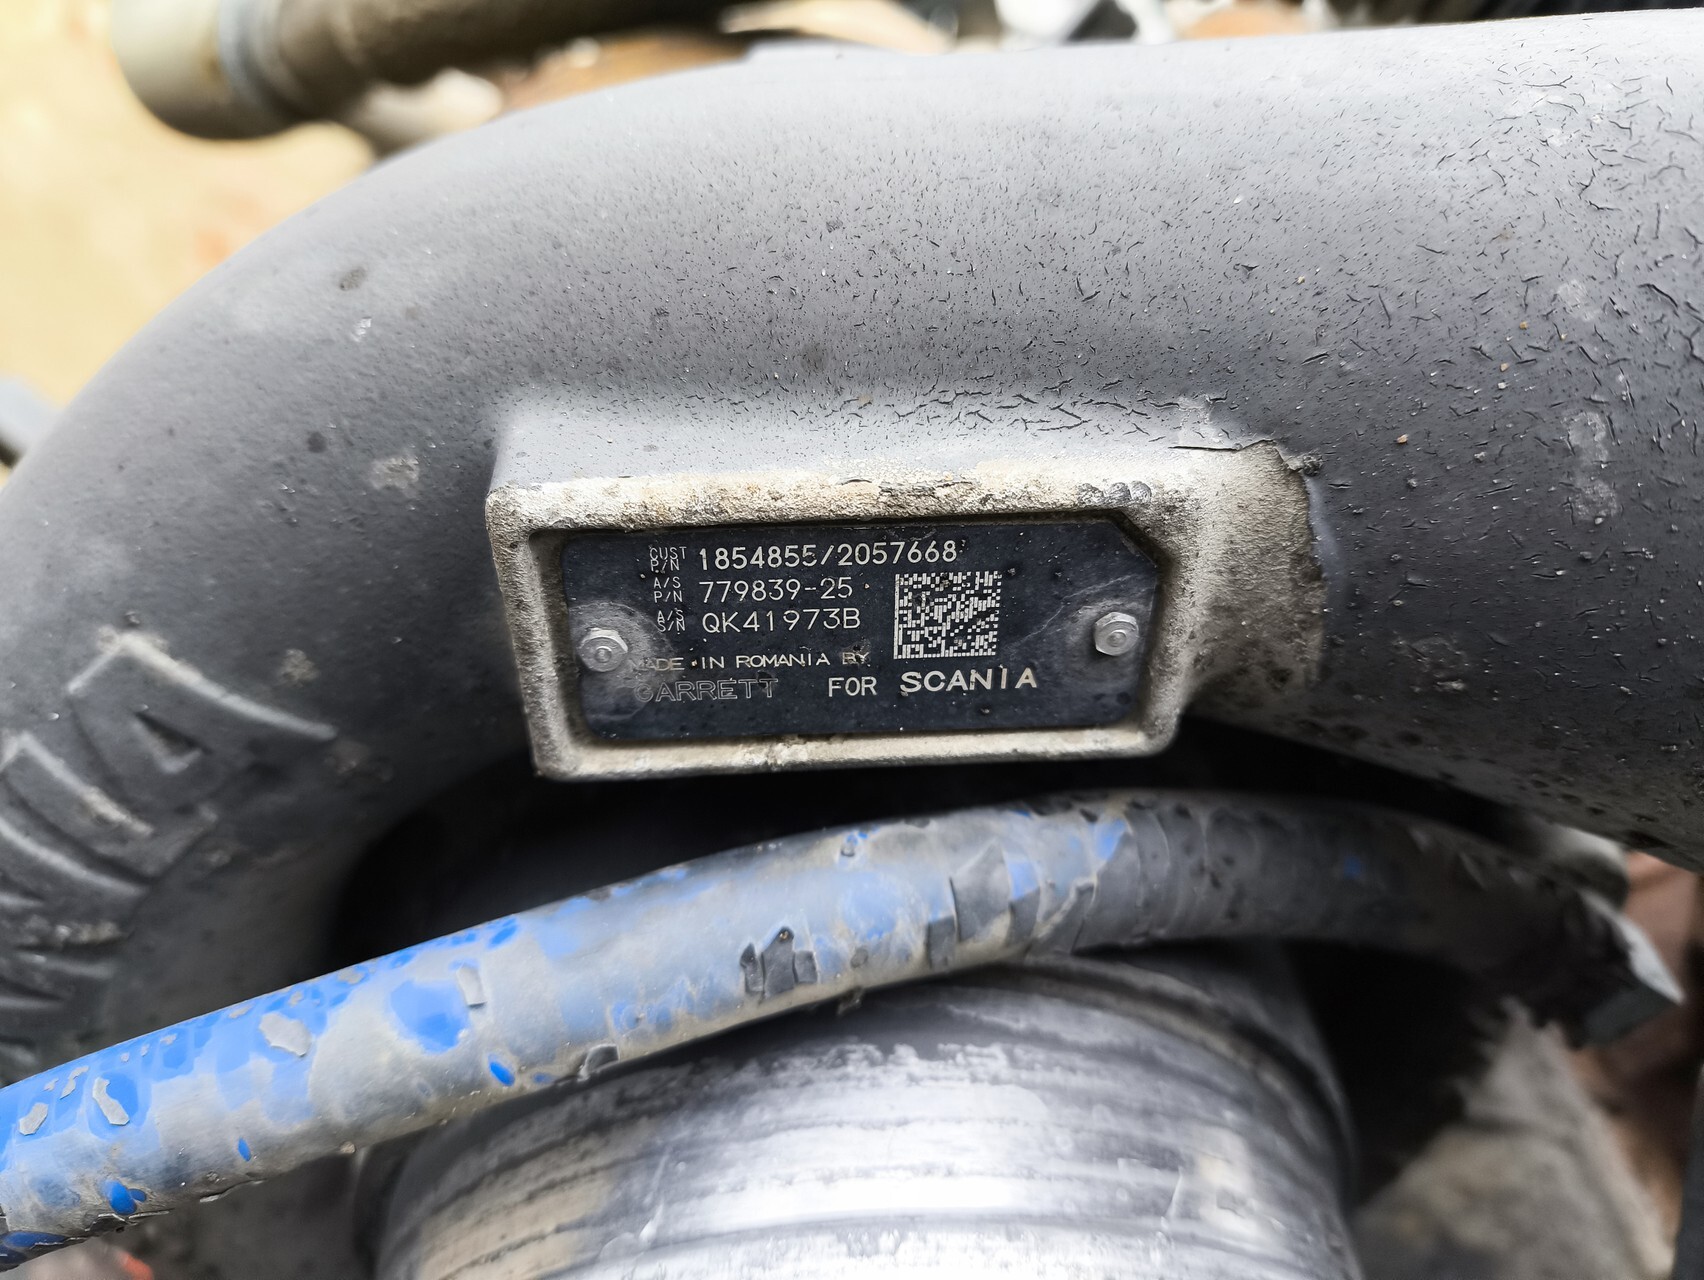 CUST P/N 1854855/2057668
A/S P/N 779839-25
A/S S/N QK41973B
MADE IN ROMANIA BY
GARRETT FOR SCANIA